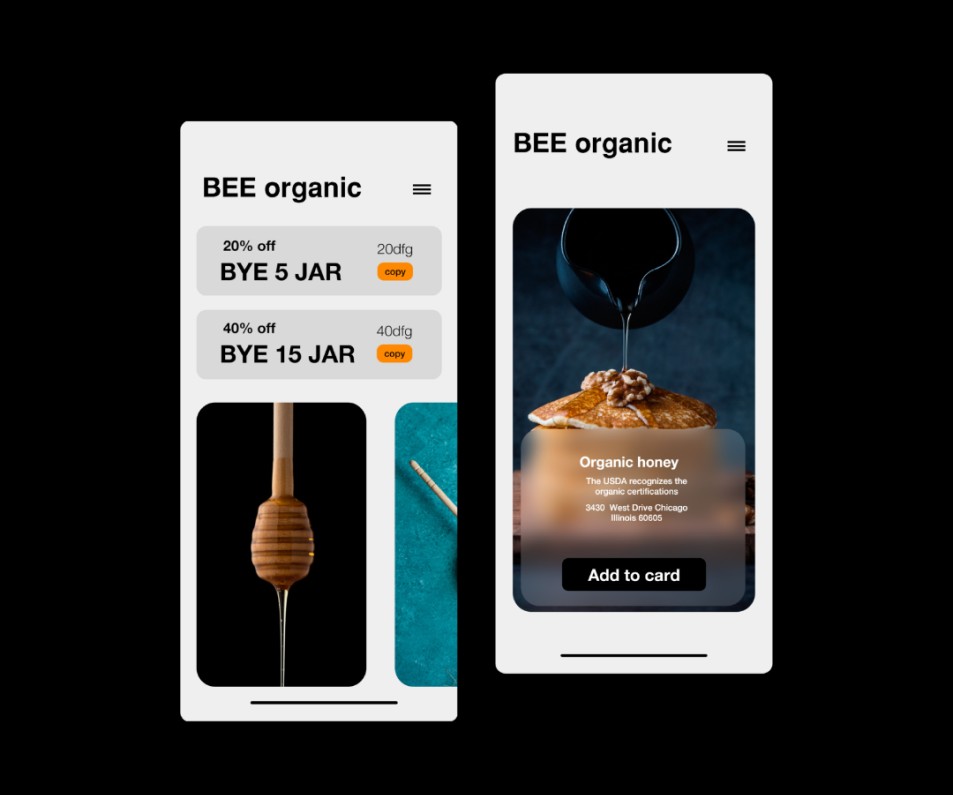 BEE organic
20% off
20dfg
BYE 5 JAR
copy
40% off
40dfg
BYE 15 JAR
copy
BEE organic
Organic honey
The USDA recognizes the
organic certifications
3430 West Drive Chicago
Illinois 60605
Add to card